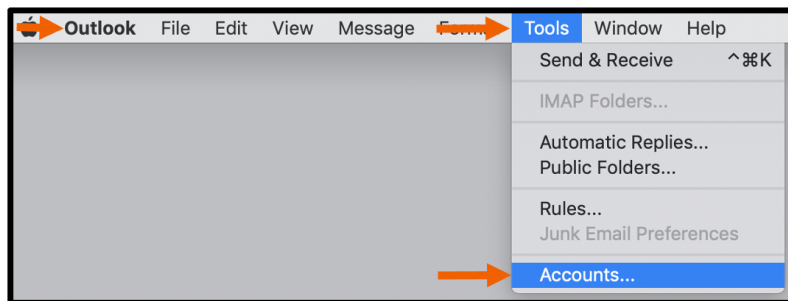 Outlook File Edit View Message Format Tools Window Help
Send & Receive ^⌘K
IMAP Folders...
Automatic Replies...
Public Folders...
Rules...
Junk Email Preferences
Accounts...